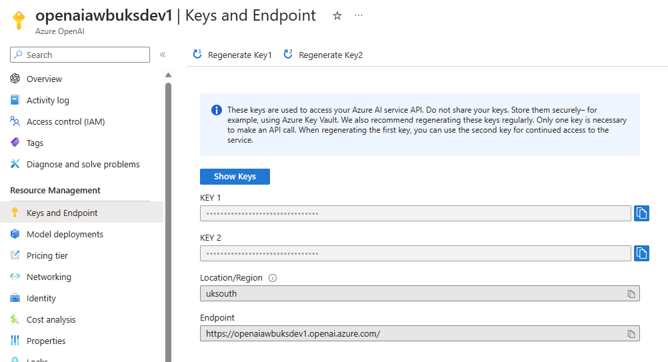 openaiawbuksdev1 | Keys and Endpoint
Azure OpenAI
Search
Overview
Activity log
Access control (IAM)
Tags
Diagnose and solve problems
Resource Management
Keys and Endpoint
Model deployments
Pricing tier
Networking
Identity
Cost analysis
Properties
Locks
Regenerate Key1
Regenerate Key2
These keys are used to access your Azure AI service API. Do not share your keys. Store them securely– for
example, using Azure Key Vault. We also recommend regenerating these keys regularly. Only one key is necessary
to make an API call. When regenerating the first key, you can use the second key for continued access to the
service.
Show Keys
KEY 1
KEY 2
Location/Region
uksouth
Endpoint
https://openaiawbuksdev1.openai.azure.com/